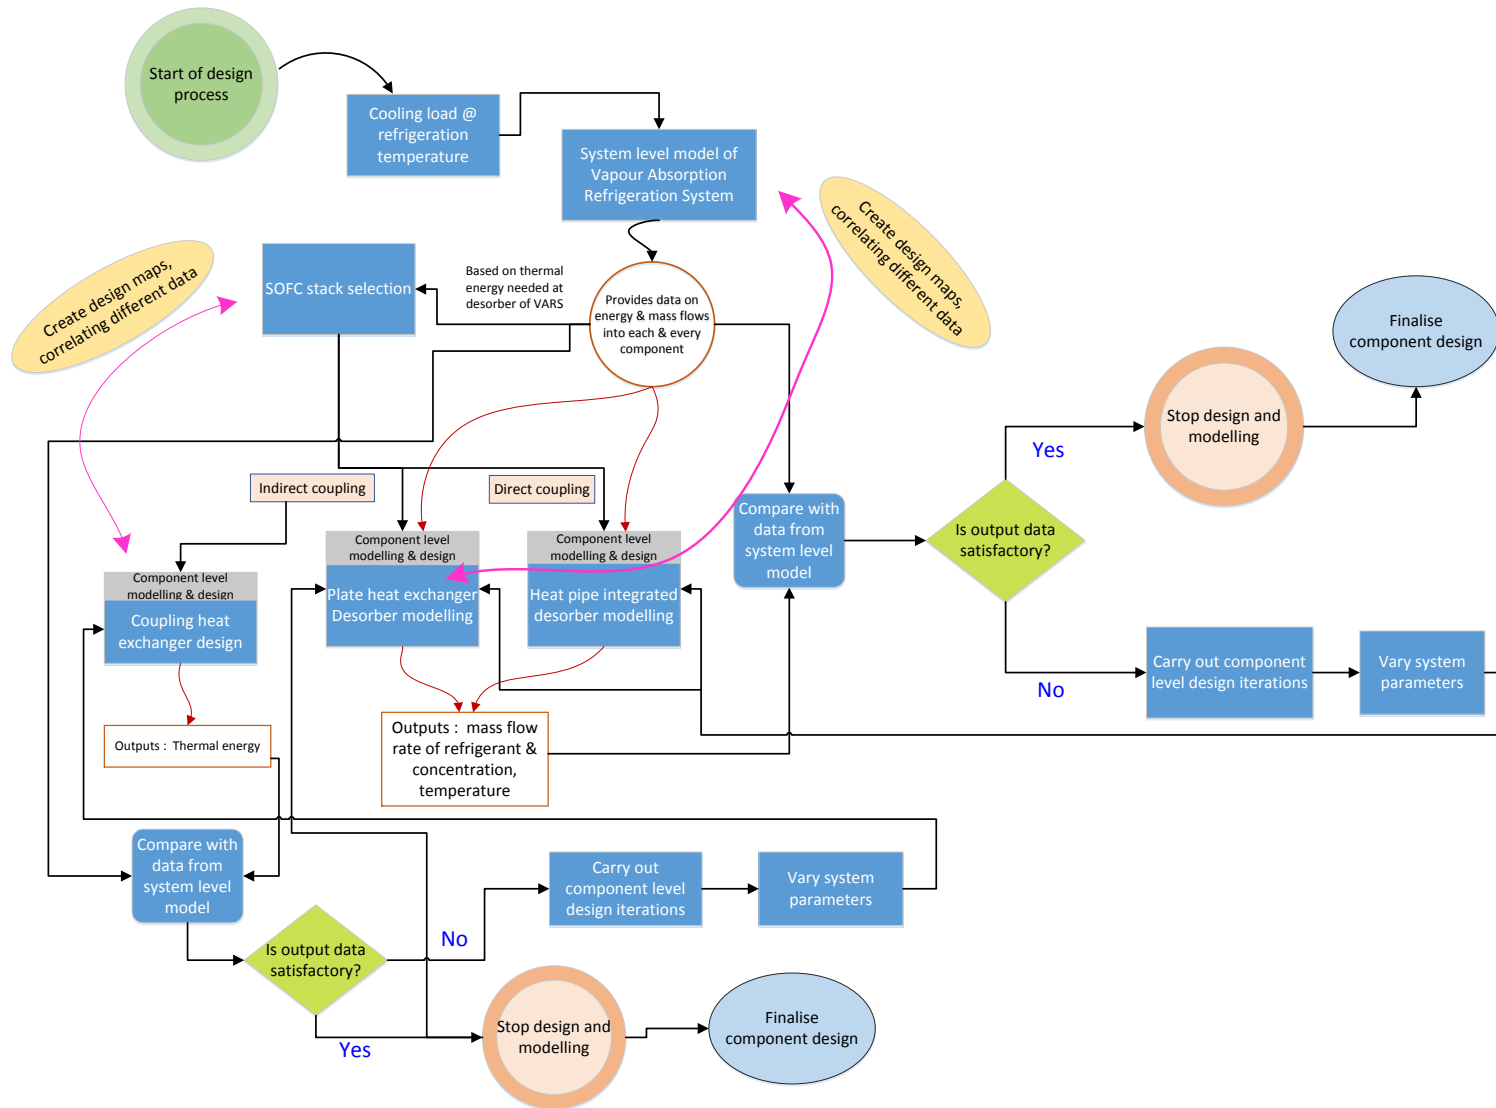 Start of design
process
Cooling load @
refrigeration
temperature
System level model of
Vapour Absorption
Refrigeration System
Create design maps,
correlating different data
Create design maps,
correlating different data
SOFC stack selection
Based on thermal
energy needed at
desorber of VARS
Provides data on
energy & mass flows
into each & every
component
Finalise
component design
Stop design and
modelling
Yes
Indirect coupling
Direct coupling
Compare with
data from
system level
model
Is output data
satisfactory?
Component level
modelling & design
Plate heat exchanger
Desorber modelling
Component level
modelling & design
Heat pipe integrated
desorber modelling
Component level
modelling & design
Coupling heat
exchanger design
No
Carry out component
level design iterations
Vary system
parameters
Outputs : Thermal energy
Outputs : mass flow
rate of refrigerant &
concentration,
temperature
Compare with
data from
system level
model
Carry out
component level
design iterations
Vary system
parameters
Is output data
satisfactory?
No
Yes
Stop design and
modelling
Finalise
component design